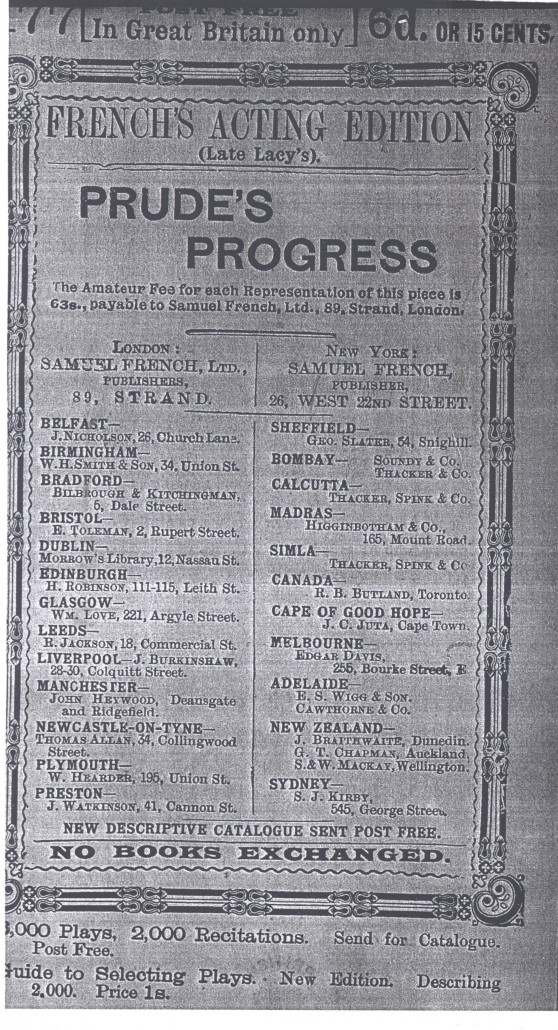 777 [In Great Britain only] 6d. OR 15 CENTS.
POST FREE
FRENCH'S ACTING EDITION
(Late Lacy's).
PRUDE'S
PROGRESS
The Amateur Fee for each Representation of this piece is
63s., payable to Samuel French, Ltd., 89, Strand, London.
LONDON:
SAMUEL FRENCH, LTD.,
PUBLISHERS,
89, STRAND.
NEW YORK:
SAMUEL FRENCH,
PUBLISHER,
26, WEST 22ND STREET.
BELFAST—
J. NICHOLSON, 26, Church Lane.
BIRMINGHAM—
W. H. SMITH & SON, 34, Union St.
BRADFORD—
BILBROUGH & KITCHINGMAN,
5, Dale Street.
BRISTOL—
E. TOLEMAN, 2, Rupert Street.
DUBLIN—
MORROW'S Library, 12, Nassau St.
EDINBURGH—
H. ROBINSON, 111-115, Leith St.
GLASGOW—
WM. LOVE, 221, Argyle Street.
LEEDS—
R. JACKSON, 18, Commercial St.
LIVERPOOL—J. BURKINSHAW,
28-30, Colquitt Street.
MANCHESTER—
JOHN HEYWOOD, Deansgate
and Ridgefield.
NEWCASTLE-ON-TYNE—
THOMAS ALLAN, 34, Collingwood
Street.
PLYMOUTH—
W. HEARDER, 195, Union St.
PRESTON—
J. WATKINSON, 41, Cannon St.
SHEFFIELD—
GEO. SLATER, 54, Snighill.
BOMBAY— SOUNDY & Co.
THACKER & Co.
CALCUTTA—
THACKER, SPINK & Co.
MADRAS—
HIGGINBOTHAM & Co.,
165, Mount Road.
SIMLA—
THACKER, SPINK & Co
CANADA—
R. B. BUTLAND, Toronto.
CAPE OF GOOD HOPE—
J. C. JUTA, Cape Town.
MELBOURNE—
EDGAR DAVIS,
255, Bourke Street, E
ADELAIDE—
E. S. WIGG & SON.
CAWTHORNE & Co.
NEW ZEALAND—
J. BRAITHWAITE, Dunedin.
G. T. CHAPMAN, Auckland.
S. & W. MACKAY, Wellington.
SYDNEY—
S. J. KIRBY,
545, George Street.
NEW DESCRIPTIVE CATALOGUE SENT POST FREE.
NO BOOKS EXCHANGED.
,000 Plays, 2,000 Recitations. Send for Catalogue.
Post Free.
Guide to Selecting Plays. New Edition. Describing
2,000. Price 1s.